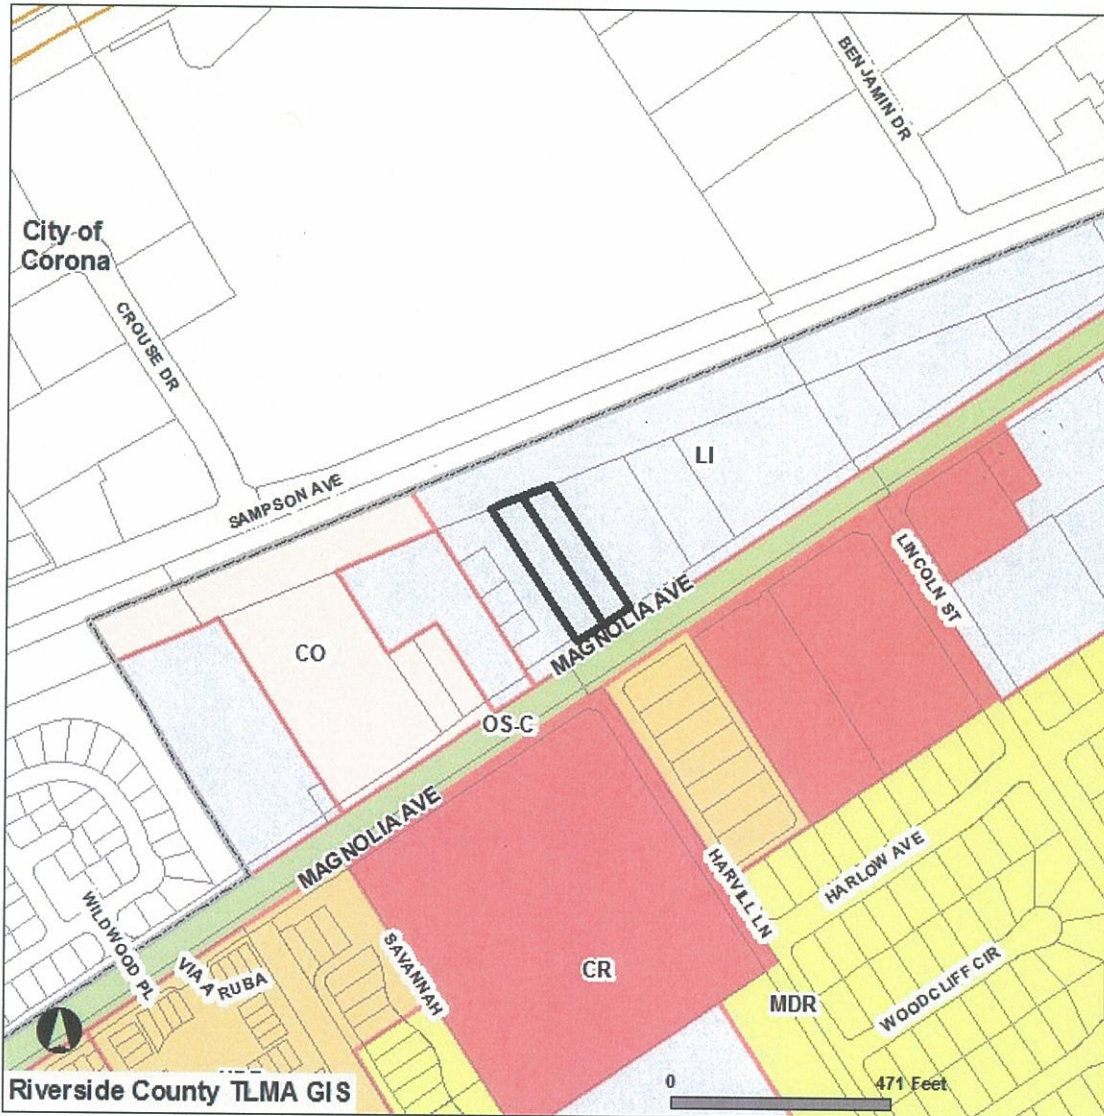 BENJAMIN DR
City of
Corona
CROUSE DR
SAMPSON AVE
LI
LINCOLN ST
MAGNOLIA AVE
CO
OS-C
MAGNOLIA AVE
HARVILL LN
HARLOW AVE
WILDWOOD PL
VIA ARUBA
SAVANNAH
CR
WOODCLIFF CIR
MDR
Riverside County TLMA GIS
0 471 Feet